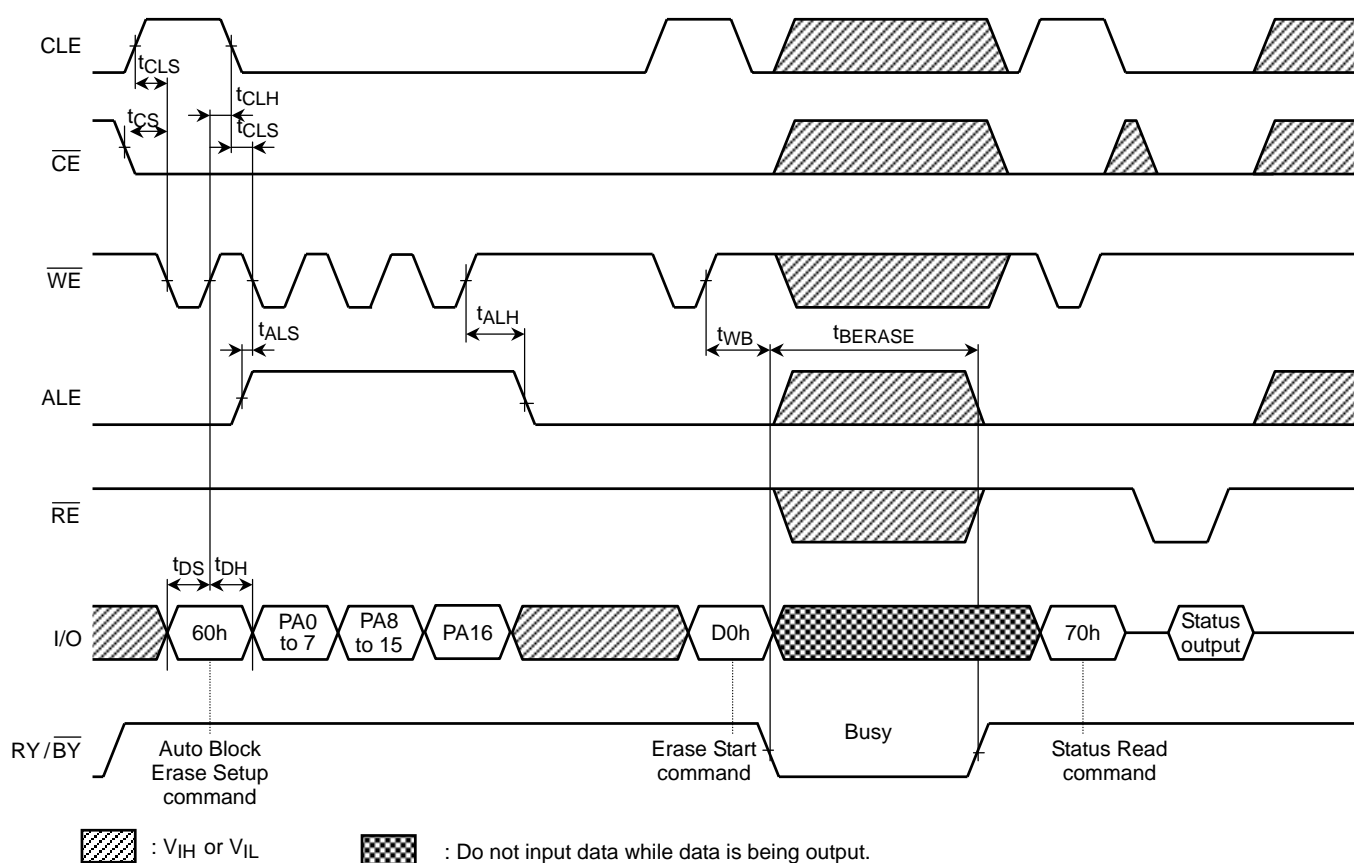 CLE
tCLS
tCLH
tCS
tCLS
CE
WE
tALS
tALH
tWB
tBERASE
ALE
RE
tDS
tDH
I/O
60h
PA0
to 7
PA8
to 15
PA16
D0h
70h
Status
output
RY/BY
Auto Block
Erase Setup
command
Erase Start
command
Busy
Status Read
command
: VIH or VIL
: Do not input data while data is being output.